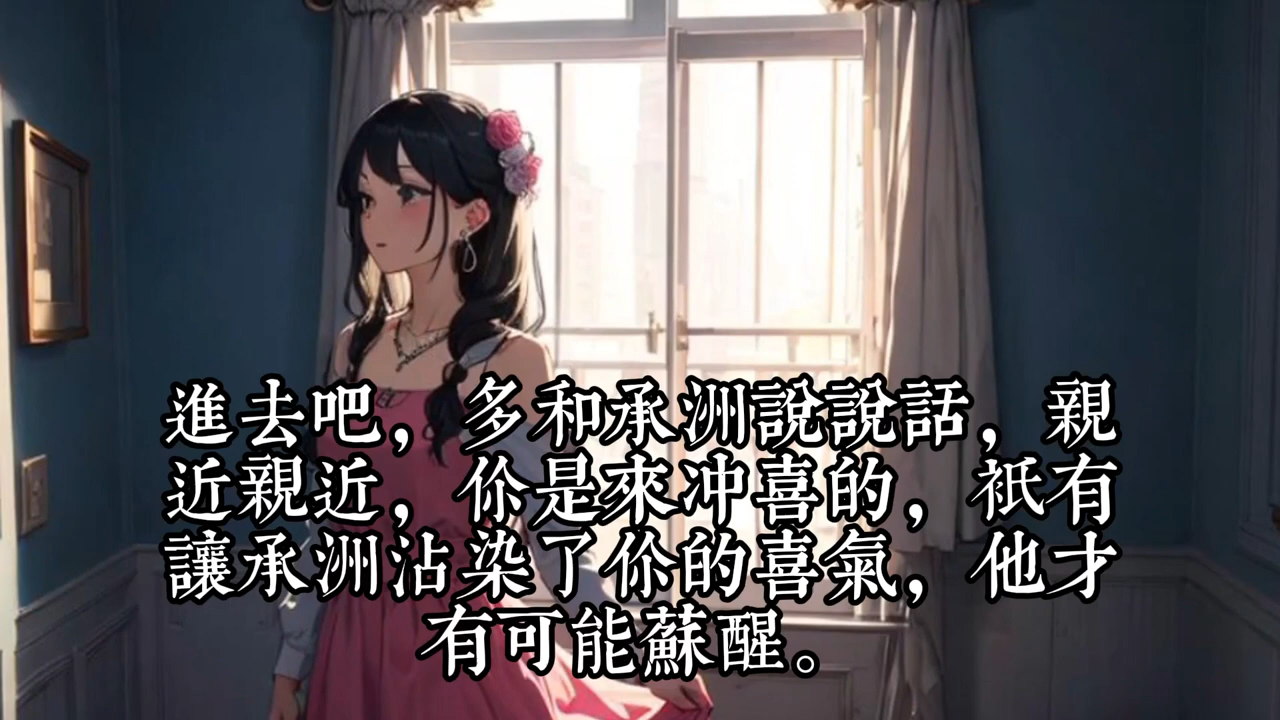 進去吧，多和承洲說說話，親
近親近，你是來冲喜的，衹有
讓承洲沾染了你的喜氣，他才
有可能蘇醒。